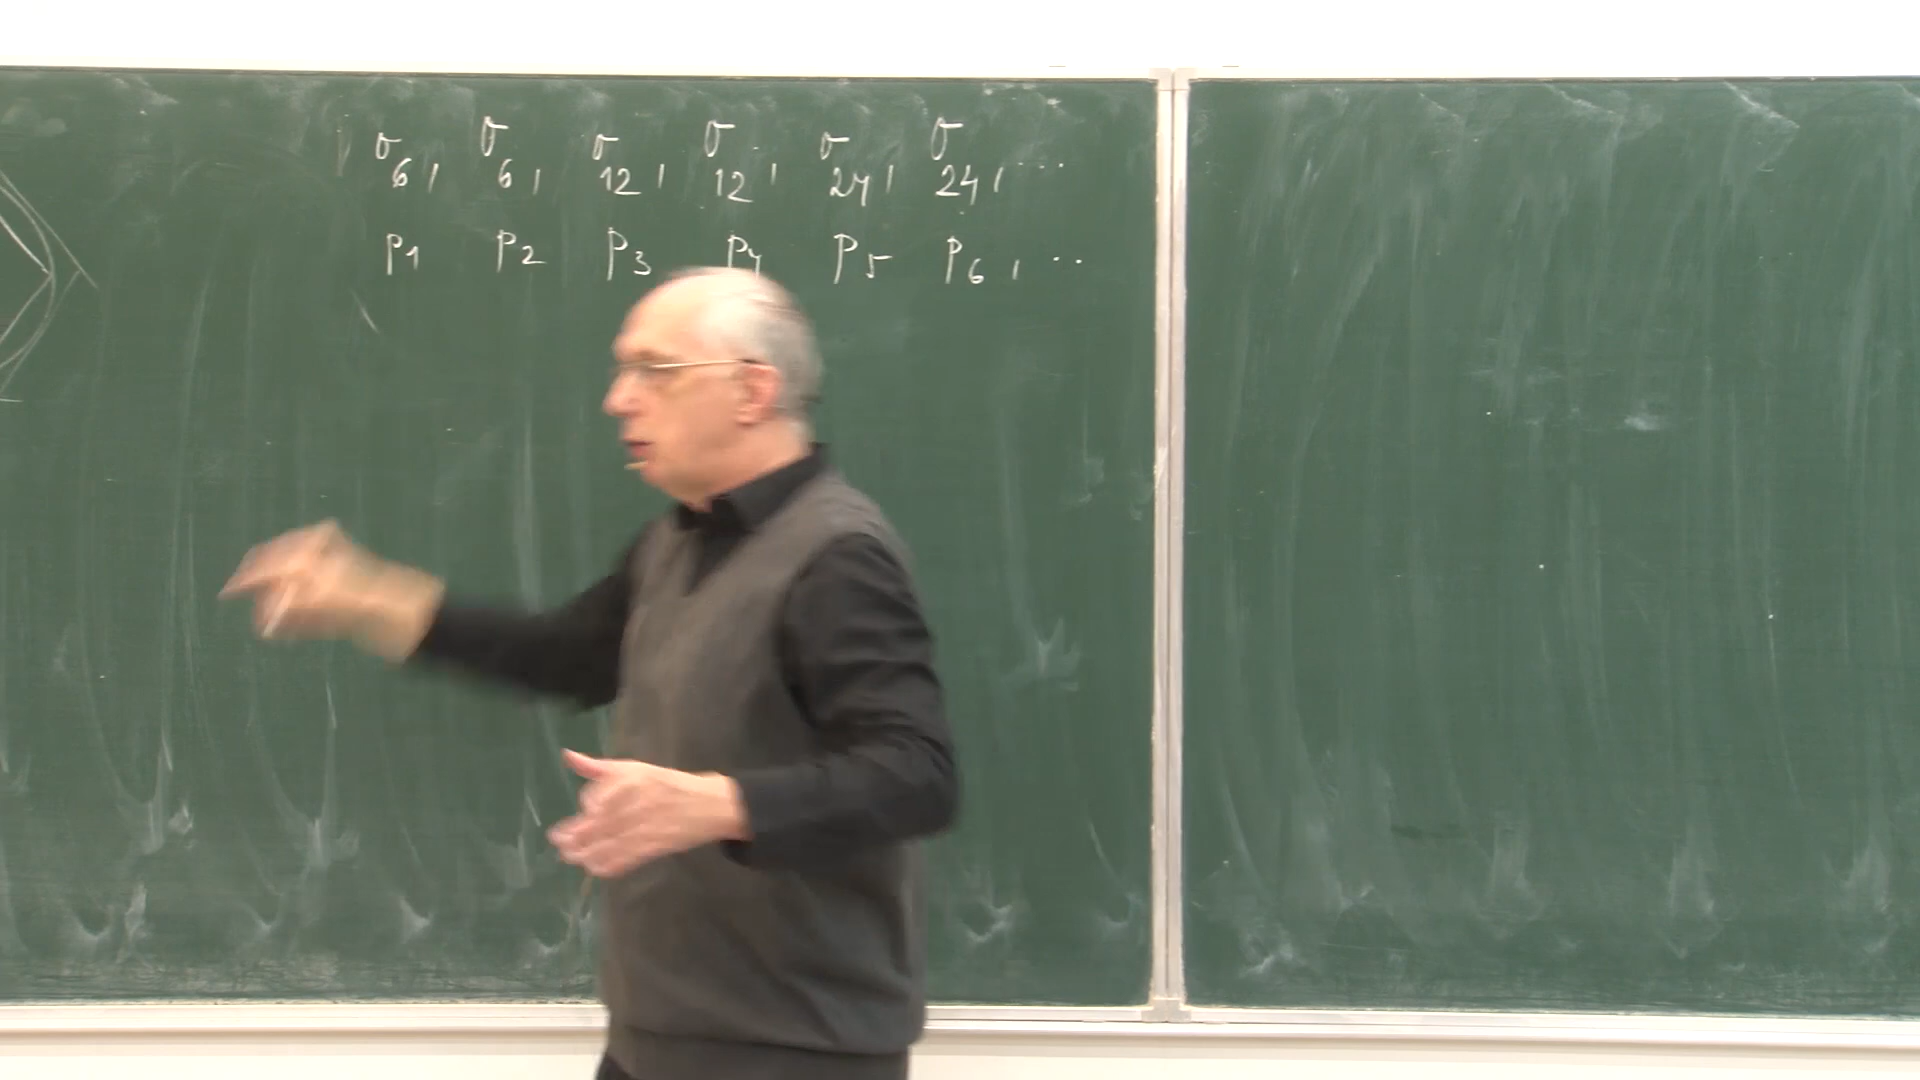 σ6, σ6, σ12, σ12, σ24, σ24, ...
P1 P2 P3 P4 P5 P6, ..